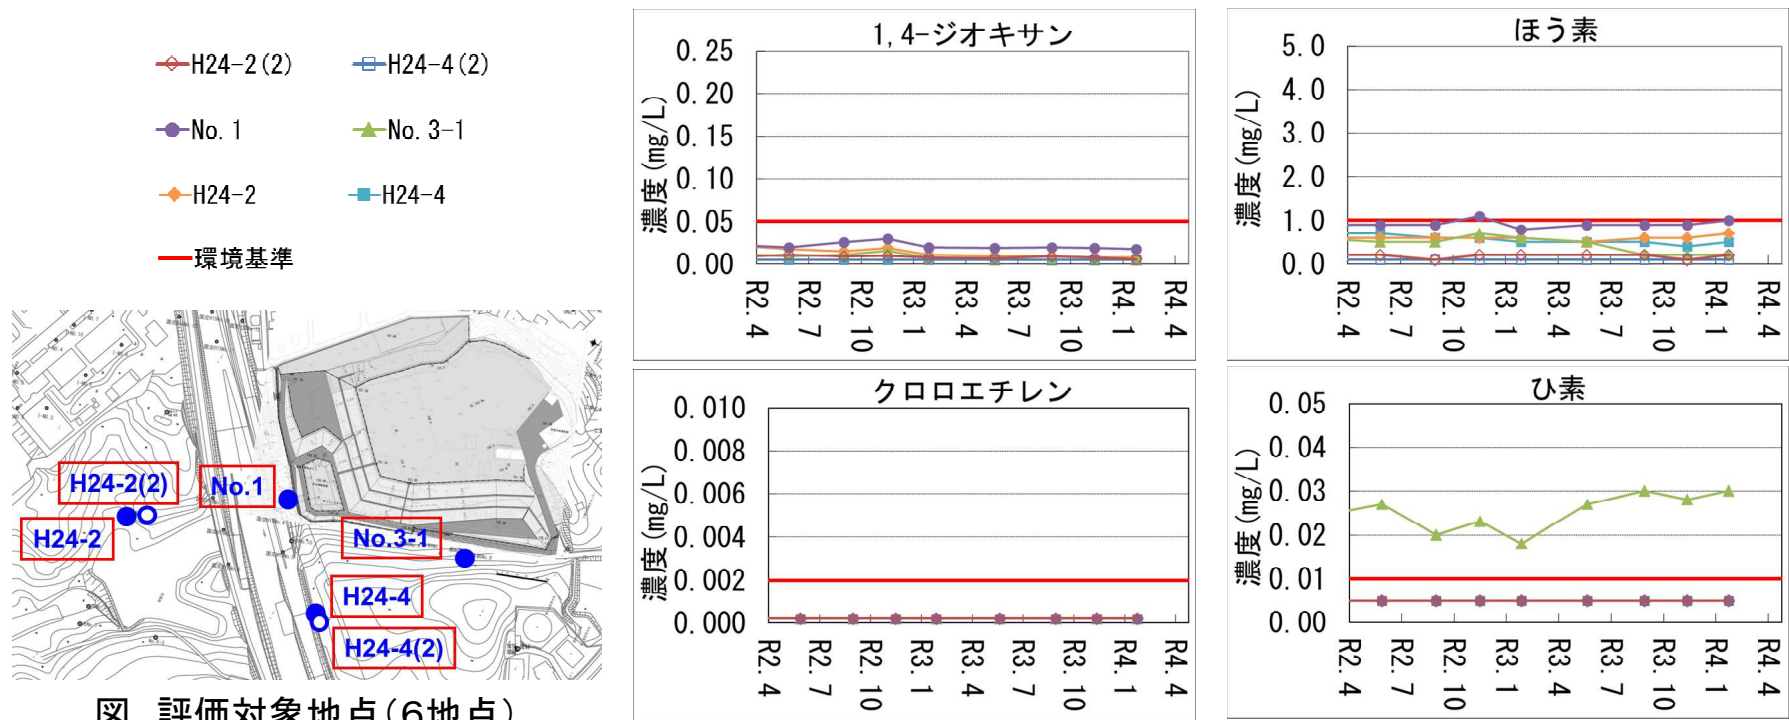 H24-2(2)
H24-4(2)
No. 1
No. 3-1
H24-2
H24-4
環境基準
H24-2(2)
No.1
H24-2
No.3-1
H24-4
H24-4(2)
図 評価対象地点(6地点)
1,4-ジオキサン
濃度(mg/L)
0.25
0.20
0.15
0.10
0.05
0.00
R2. 4
R2. 7
R2. 10
R3. 1
R3. 4
R3. 7
R3. 10
R4. 1
R4. 4
ほう素
濃度(mg/L)
5.0
4.0
3.0
2.0
1.0
0.0
R2. 4
R2. 7
R2. 10
R3. 1
R3. 4
R3. 7
R3. 10
R4. 1
R4. 4
クロロエチレン
濃度(mg/L)
0.010
0.008
0.006
0.004
0.002
0.000
R2. 4
R2. 7
R2. 10
R3. 1
R3. 4
R3. 7
R3. 10
R4. 1
R4. 4
ひ素
濃度(mg/L)
0.05
0.04
0.03
0.02
0.01
0.00
R2. 4
R2. 7
R2. 10
R3. 1
R3. 4
R3. 7
R3. 10
R4. 1
R4. 4